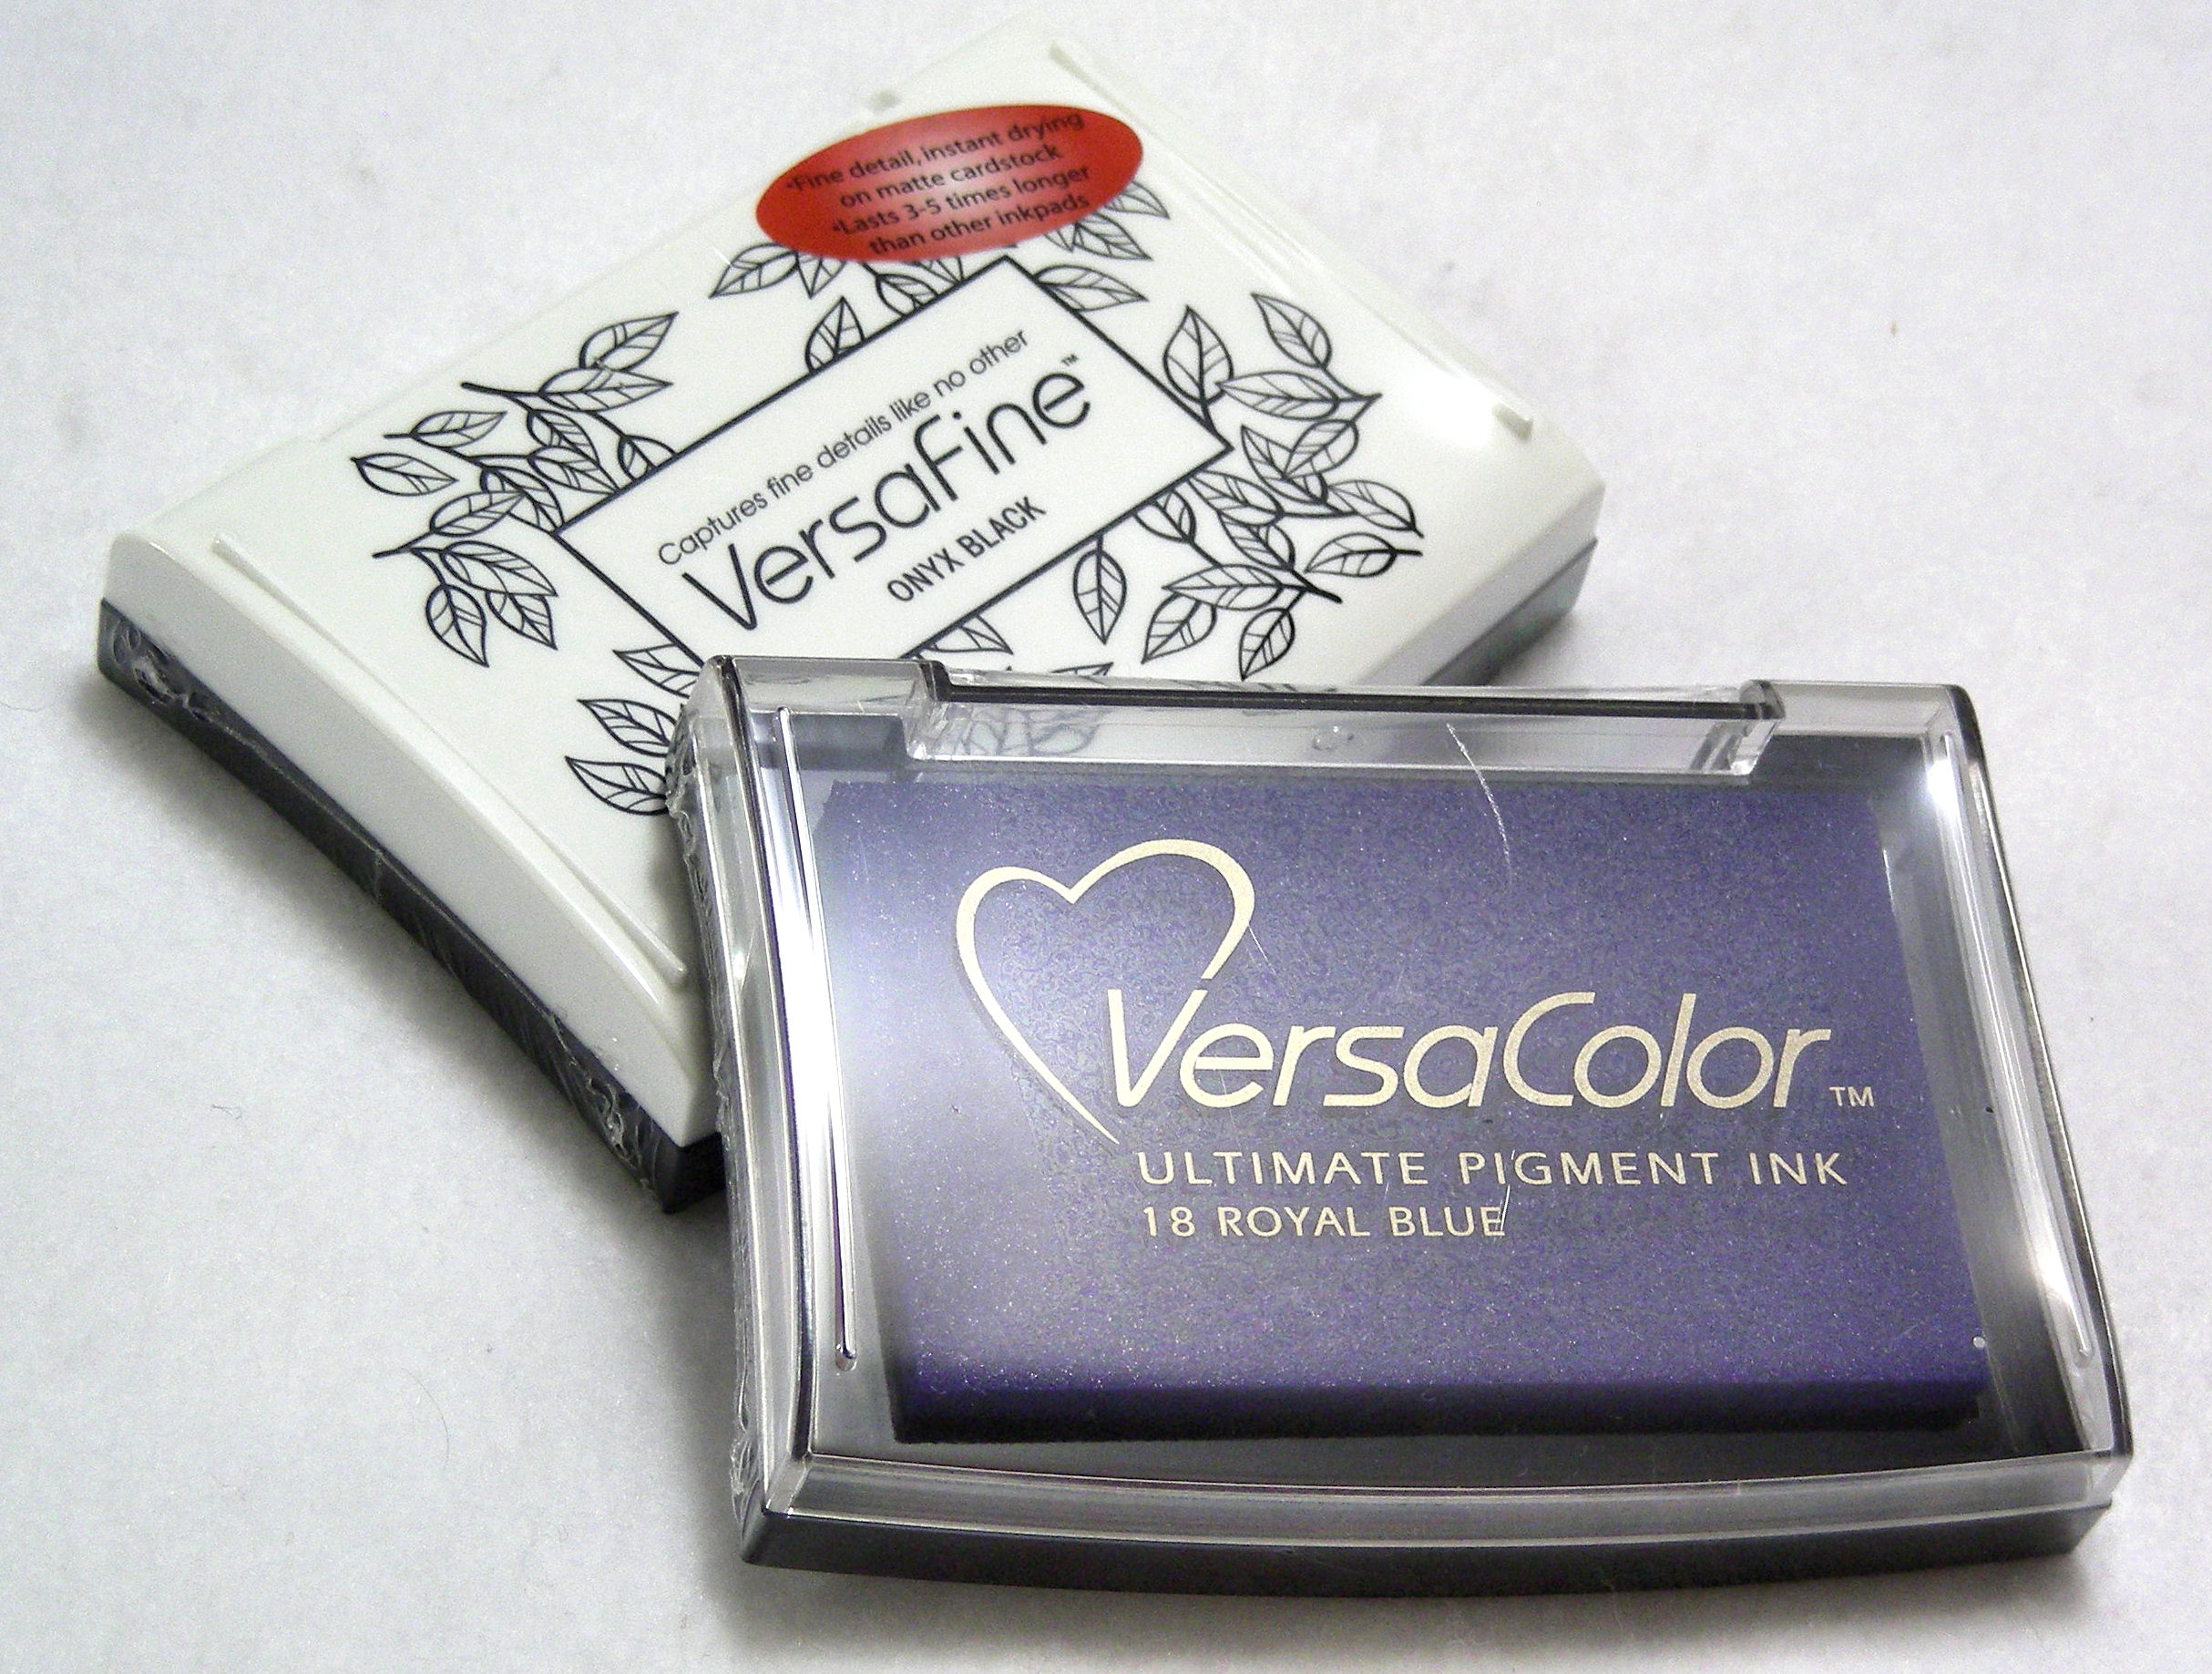 *Fine detail, instant drying
on matte cardstock
*Lasts 3-5 times longer
than other inkpads
Captures fine details like no other
VersaFine™
ONYX BLACK
VersaColor™
ULTIMATE PIGMENT INK
18 ROYAL BLUE